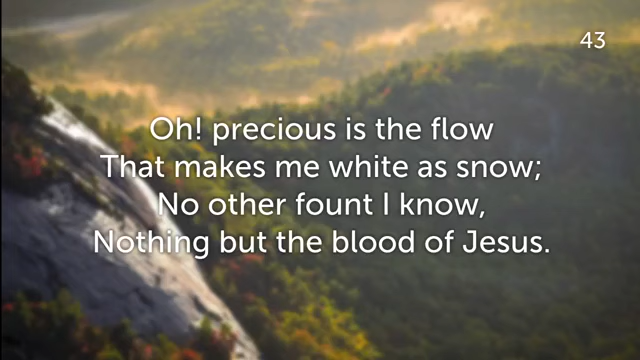 43
Oh! precious is the flow
That makes me white as snow;
No other fount I know,
Nothing but the blood of Jesus.